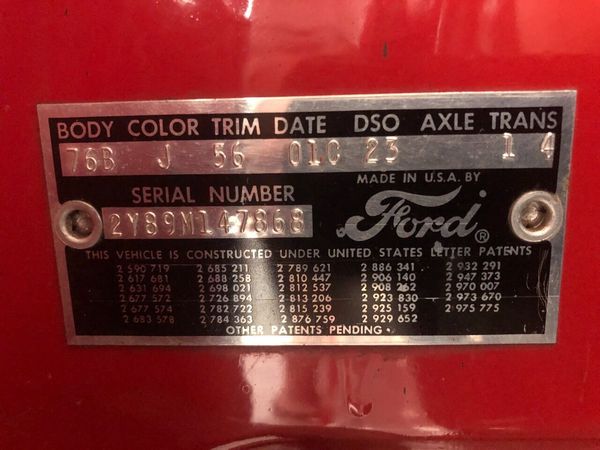 BODY COLOR TRIM DATE DSO AXLE TRANS
76B J 56 01C 23 1 4
MADE IN U.S.A. BY
SERIAL NUMBER
Ford ®
2Y89M147868
THIS VEHICLE IS CONSTRUCTED UNDER UNITED STATES LETTER PATENTS
2 590 719 2 685 211 2 789 621 2 886 341 2 932 291
2 617 681 2 688 258 2 810 447 2 906 140 2 947 373
2 631 694 2 698 021 2 812 537 2 908 262 2 970 007
2 677 572 2 726 894 2 813 206 2 923 830 2 973 670
2 677 574 2 782 722 2 815 239 2 925 159 2 975 775
2 683 578 2 784 363 2 876 759 2 929 652
OTHER PATENTS PENDING